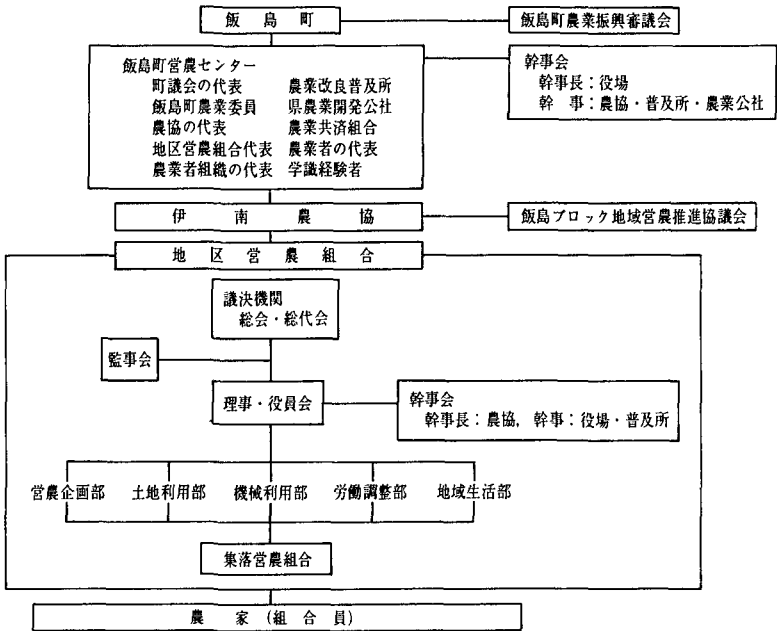 飯島町
飯島町農業振興審議会
飯島町営農センター
町議会の代表 農業改良普及所
飯島町農業委員 県農業開発公社
農協の代表 農業共済組合
地区営農組合代表 農業者の代表
農業者組織の代表 学識経験者
幹事会
幹事長：役場
幹　事：農協・普及所・農業公社
伊南農協
飯島ブロック地域営農推進協議会
地区営農組合
議決機関
総会・総代会
監事会
理事・役員会
幹事会
幹事長：農協，幹事：役場・普及所
営農企画部 土地利用部 機械利用部 労働調整部 地域生活部
集落営農組合
農　家（組合員）